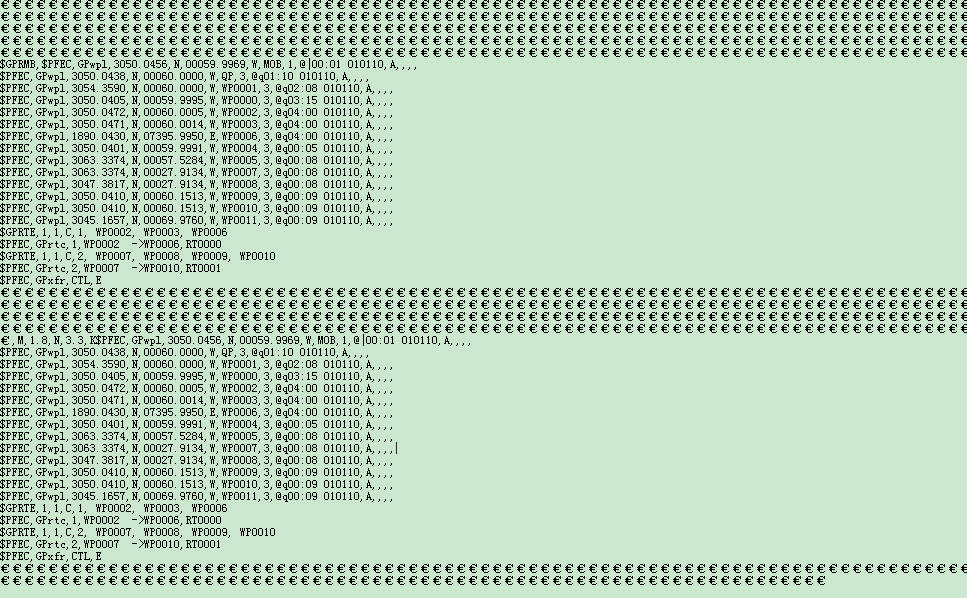 €€€€€€€€€€€€€€€€€€€€€€€€€€€€€€€€€€€€€€€€€€€€€€€€€€€€€€€€€€€€€€€€€€€€€€€€€€€€€€€€
€€€€€€€€€€€€€€€€€€€€€€€€€€€€€€€€€€€€€€€€€€€€€€€€€€€€€€€€€€€€€€€€€€€€€€€€€€€€€€€€
€€€€€€€€€€€€€€€€€€€€€€€€€€€€€€€€€€€€€€€€€€€€€€€€€€€€€€€€€€€€€€€€€€€€€€€€€€€€€€€€
€€€€€€€€€€€€€€€€€€€€€€€€€€€€€€€€€€€€€€€€€€€€€€€€€€€€€€€€€€€€€€€€€€€€€€€€€€€€€€€€
€€€€€€€€€€€€€€€€€€€€€€€€€€€€€€€€€€€€€€€€€€€€€€€€€€€€€€€€€€€€€€€€€€€€€€€€€€€€€€€€
$GPRMB,$PFEC,GPwpl,3050.0456,N,00059.9969,W,MOB,1,@|00:01 010110,A,,,,
$PFEC,GPwpl,3050.0438,N,00060.0000,W,QP,3,@q01:10 010110,A,,,,
$PFEC,GPwpl,3054.3590,N,00060.0000,W,WP0001,3,@q02:08 010110,A,,,,
$PFEC,GPwpl,3050.0405,N,00059.9995,W,WP0000,3,@q03:15 010110,A,,,,
$PFEC,GPwpl,3050.0472,N,00060.0005,W,WP0002,3,@q04:00 010110,A,,,,
$PFEC,GPwpl,3050.0471,N,00060.0014,W,WP0003,3,@q04:00 010110,A,,,,
$PFEC,GPwpl,1890.0430,N,07395.9950,E,WP0006,3,@q04:00 010110,A,,,,
$PFEC,GPwpl,3050.0401,N,00059.9991,W,WP0004,3,@q00:05 010110,A,,,,
$PFEC,GPwpl,3063.3374,N,00057.5284,W,WP0005,3,@q00:08 010110,A,,,,
$PFEC,GPwpl,3063.3374,N,00027.9134,W,WP0007,3,@q00:08 010110,A,,,,
$PFEC,GPwpl,3047.3817,N,00027.9134,W,WP0008,3,@q00:08 010110,A,,,,
$PFEC,GPwpl,3050.0410,N,00060.1513,W,WP0009,3,@q00:09 010110,A,,,,
$PFEC,GPwpl,3050.0410,N,00060.1513,W,WP0010,3,@q00:09 010110,A,,,,
$PFEC,GPwpl,3045.1657,N,00069.9760,W,WP0011,3,@q00:09 010110,A,,,,
$GPRTE,1,1,C,1, WP0002, WP0003, WP0006
$PFEC,GPrtc,1,WP0002  ->WP0006,RT0000
$GPRTE,1,1,C,2, WP0007, WP0008, WP0009, WP0010
$PFEC,GPrtc,2,WP0007  ->WP0010,RT0001
$PFEC,GPxfr,CTL,E
€€€€€€€€€€€€€€€€€€€€€€€€€€€€€€€€€€€€€€€€€€€€€€€€€€€€€€€€€€€€€€€€€€€€€€€€€€€€€€€€
€€€€€€€€€€€€€€€€€€€€€€€€€€€€€€€€€€€€€€€€€€€€€€€€€€€€€€€€€€€€€€€€€€€€€€€€€€€€€€€€
€€€€€€€€€€€€€€€€€€€€€€€€€€€€€€€€€€€€€€€€€€€€€€€€€€€€€€€€€€€€€€€€€€€€€€€€€€€€€€€€
€€€€€€€€€€€€€€€€€€€€€€€€€€€€€€€€€€€€€€€€€€€€€€€€€€€€€€€€€€€€€€€€€€€€€€€€€€€€€€€€
€,M,1.8,N,3.3,K$PFEC,GPwpl,3050.0456,N,00059.9969,W,MOB,1,@|00:01 010110,A,,,,
$PFEC,GPwpl,3050.0438,N,00060.0000,W,QP,3,@q01:10 010110,A,,,,
$PFEC,GPwpl,3054.3590,N,00060.0000,W,WP0001,3,@q02:08 010110,A,,,,
$PFEC,GPwpl,3050.0405,N,00059.9995,W,WP0000,3,@q03:15 010110,A,,,,
$PFEC,GPwpl,3050.0472,N,00060.0005,W,WP0002,3,@q04:00 010110,A,,,,
$PFEC,GPwpl,3050.0471,N,00060.0014,W,WP0003,3,@q04:00 010110,A,,,,
$PFEC,GPwpl,1890.0430,N,07395.9950,E,WP0006,3,@q04:00 010110,A,,,,
$PFEC,GPwpl,3050.0401,N,00059.9991,W,WP0004,3,@q00:05 010110,A,,,,
$PFEC,GPwpl,3063.3374,N,00057.5284,W,WP0005,3,@q00:08 010110,A,,,,
$PFEC,GPwpl,3063.3374,N,00027.9134,W,WP0007,3,@q00:08 010110,A,,,,
$PFEC,GPwpl,3047.3817,N,00027.9134,W,WP0008,3,@q00:08 010110,A,,,,
$PFEC,GPwpl,3050.0410,N,00060.1513,W,WP0009,3,@q00:09 010110,A,,,,
$PFEC,GPwpl,3050.0410,N,00060.1513,W,WP0010,3,@q00:09 010110,A,,,,
$PFEC,GPwpl,3045.1657,N,00069.9760,W,WP0011,3,@q00:09 010110,A,,,,
$GPRTE,1,1,C,1, WP0002, WP0003, WP0006
$PFEC,GPrtc,1,WP0002  ->WP0006,RT0000
$GPRTE,1,1,C,2, WP0007, WP0008, WP0009, WP0010
$PFEC,GPrtc,2,WP0007  ->WP0010,RT0001
$PFEC,GPxfr,CTL,E
€€€€€€€€€€€€€€€€€€€€€€€€€€€€€€€€€€€€€€€€€€€€€€€€€€€€€€€€€€€€€€€€€€€€€€€€€€€€€€€€
€€€€€€€€€€€€€€€€€€€€€€€€€€€€€€€€€€€€€€€€€€€€€€€€€€€€€€€€€€€€€€€€€€€€€